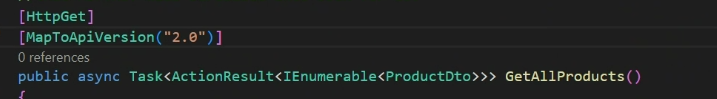 [HttpGet]
[MapToApiVersion("2.0")]
0 references
public async Task<ActionResult<IEnumerable<ProductDto>>> GetAllProducts()
{